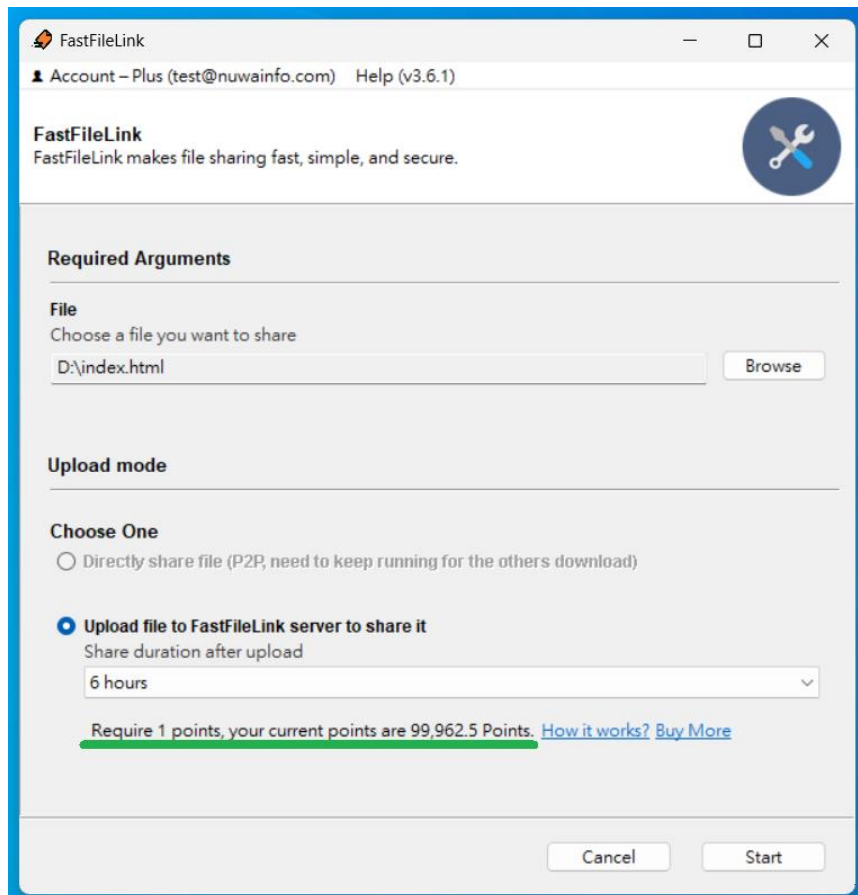 FastFileLink
Account – Plus (test@nuwainfo.com) Help (v3.6.1)
FastFileLink
FastFileLink makes file sharing fast, simple, and secure.
Required Arguments
File
Choose a file you want to share
D:\index.html
Browse
Upload mode
Choose One
Directly share file (P2P, need to keep running for the others download)
Upload file to FastFileLink server to share it
Share duration after upload
6 hours
Require 1 points, your current points are 99,962.5 Points. How it works? Buy More
Cancel Start